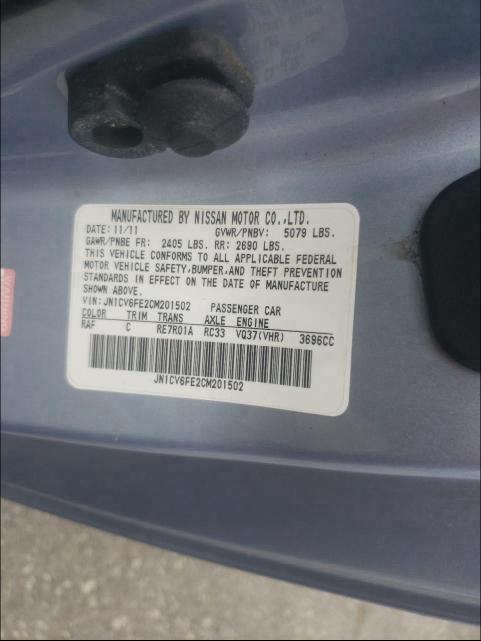 MANUFACTURED BY NISSAN MOTOR CO.,LTD.
DATE: 11/11 GVWR/PNBV: 5079 LBS.
GAWR/PNBE FR: 2405 LBS. RR: 2690 LBS.
THIS VEHICLE CONFORMS TO ALL APPLICABLE FEDERAL
MOTOR VEHICLE SAFETY, BUMPER, AND THEFT PREVENTION
STANDARDS IN EFFECT ON THE DATE OF MANUFACTURE
SHOWN ABOVE.
VIN: JN1CV6FE2CM201502 PASSENGER CAR
COLOR TRIM TRANS AXLE ENGINE
RAF C RE7R01A RC33 VQ37(VHR) 3696CC
JN1CV6FE2CM201502